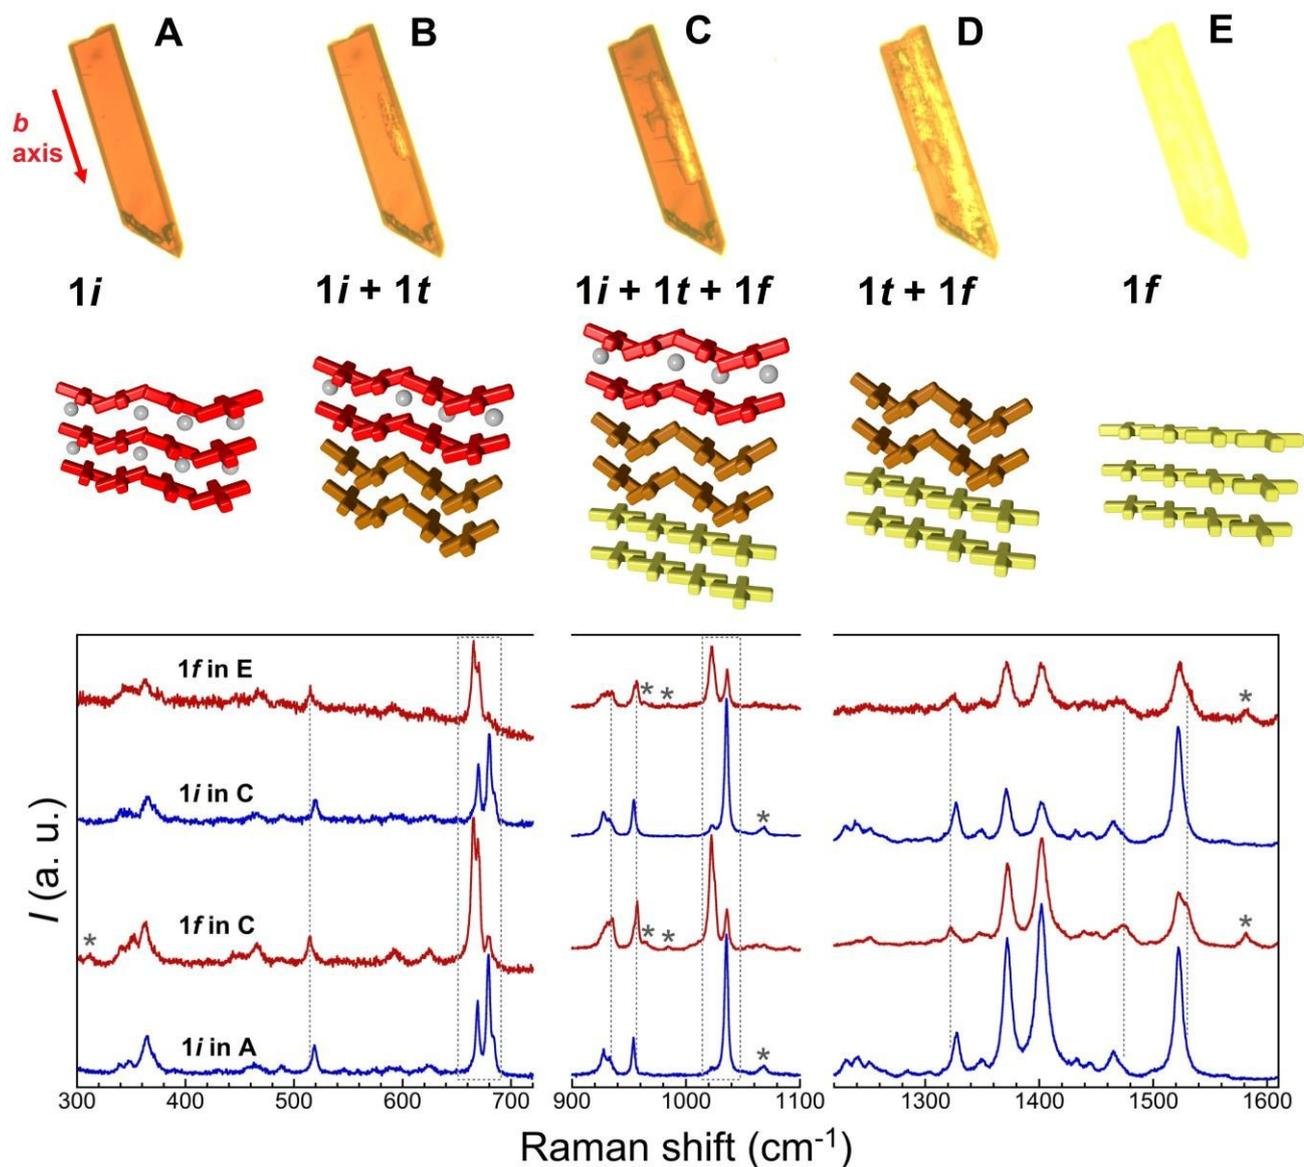 A B C D E
b
axis
1i 1i + 1t 1i + 1t + 1f 1t + 1f 1f
1f in E
* * *
1i in C
*
1f in C
* * * *
1i in A
*
I (a. u.)
300 400 500 600 700 900 1000 1100 1300 1400 1500 1600
Raman shift (cm⁻¹)